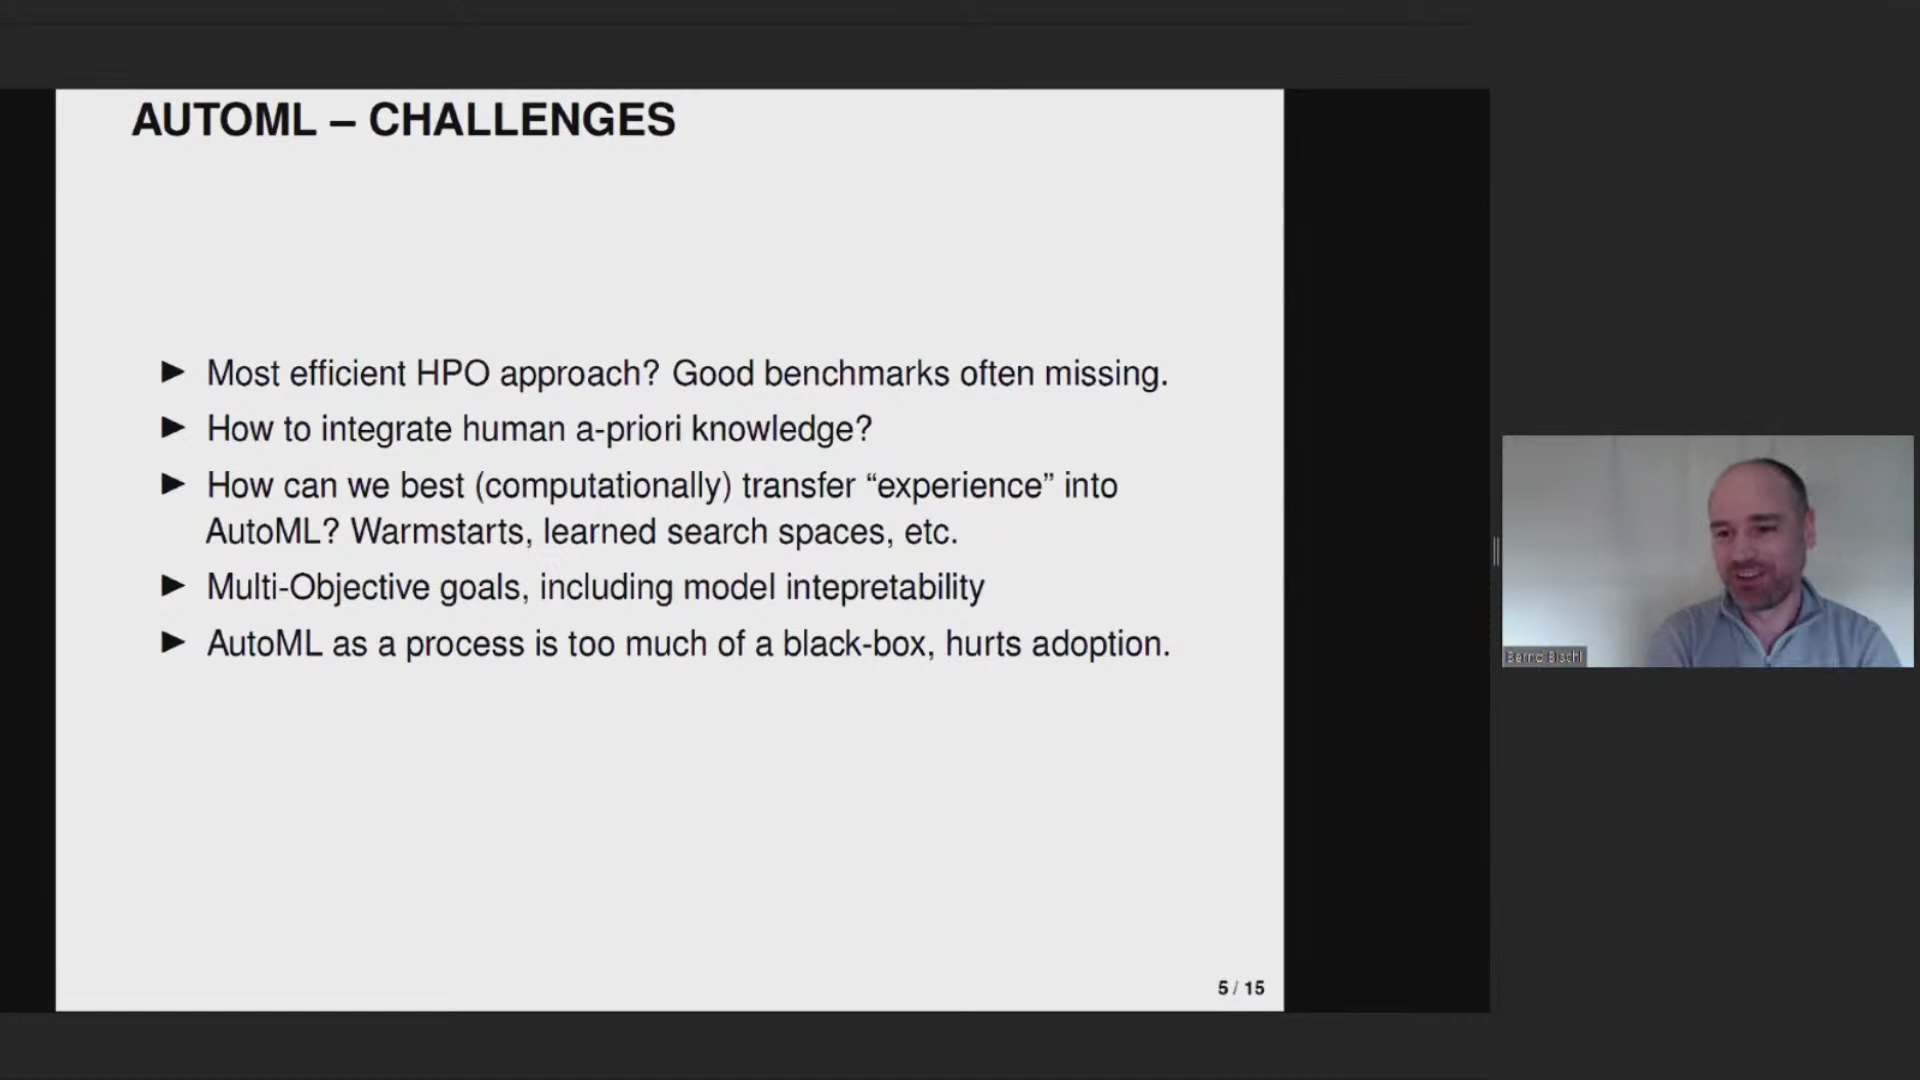 AUTOML – CHALLENGES
Most efficient HPO approach? Good benchmarks often missing.
How to integrate human a-priori knowledge?
How can we best (computationally) transfer “experience” into
AutoML? Warmstarts, learned search spaces, etc.
Multi-Objective goals, including model intepretability
AutoML as a process is too much of a black-box, hurts adoption.
5 / 15
Bernd Bischl